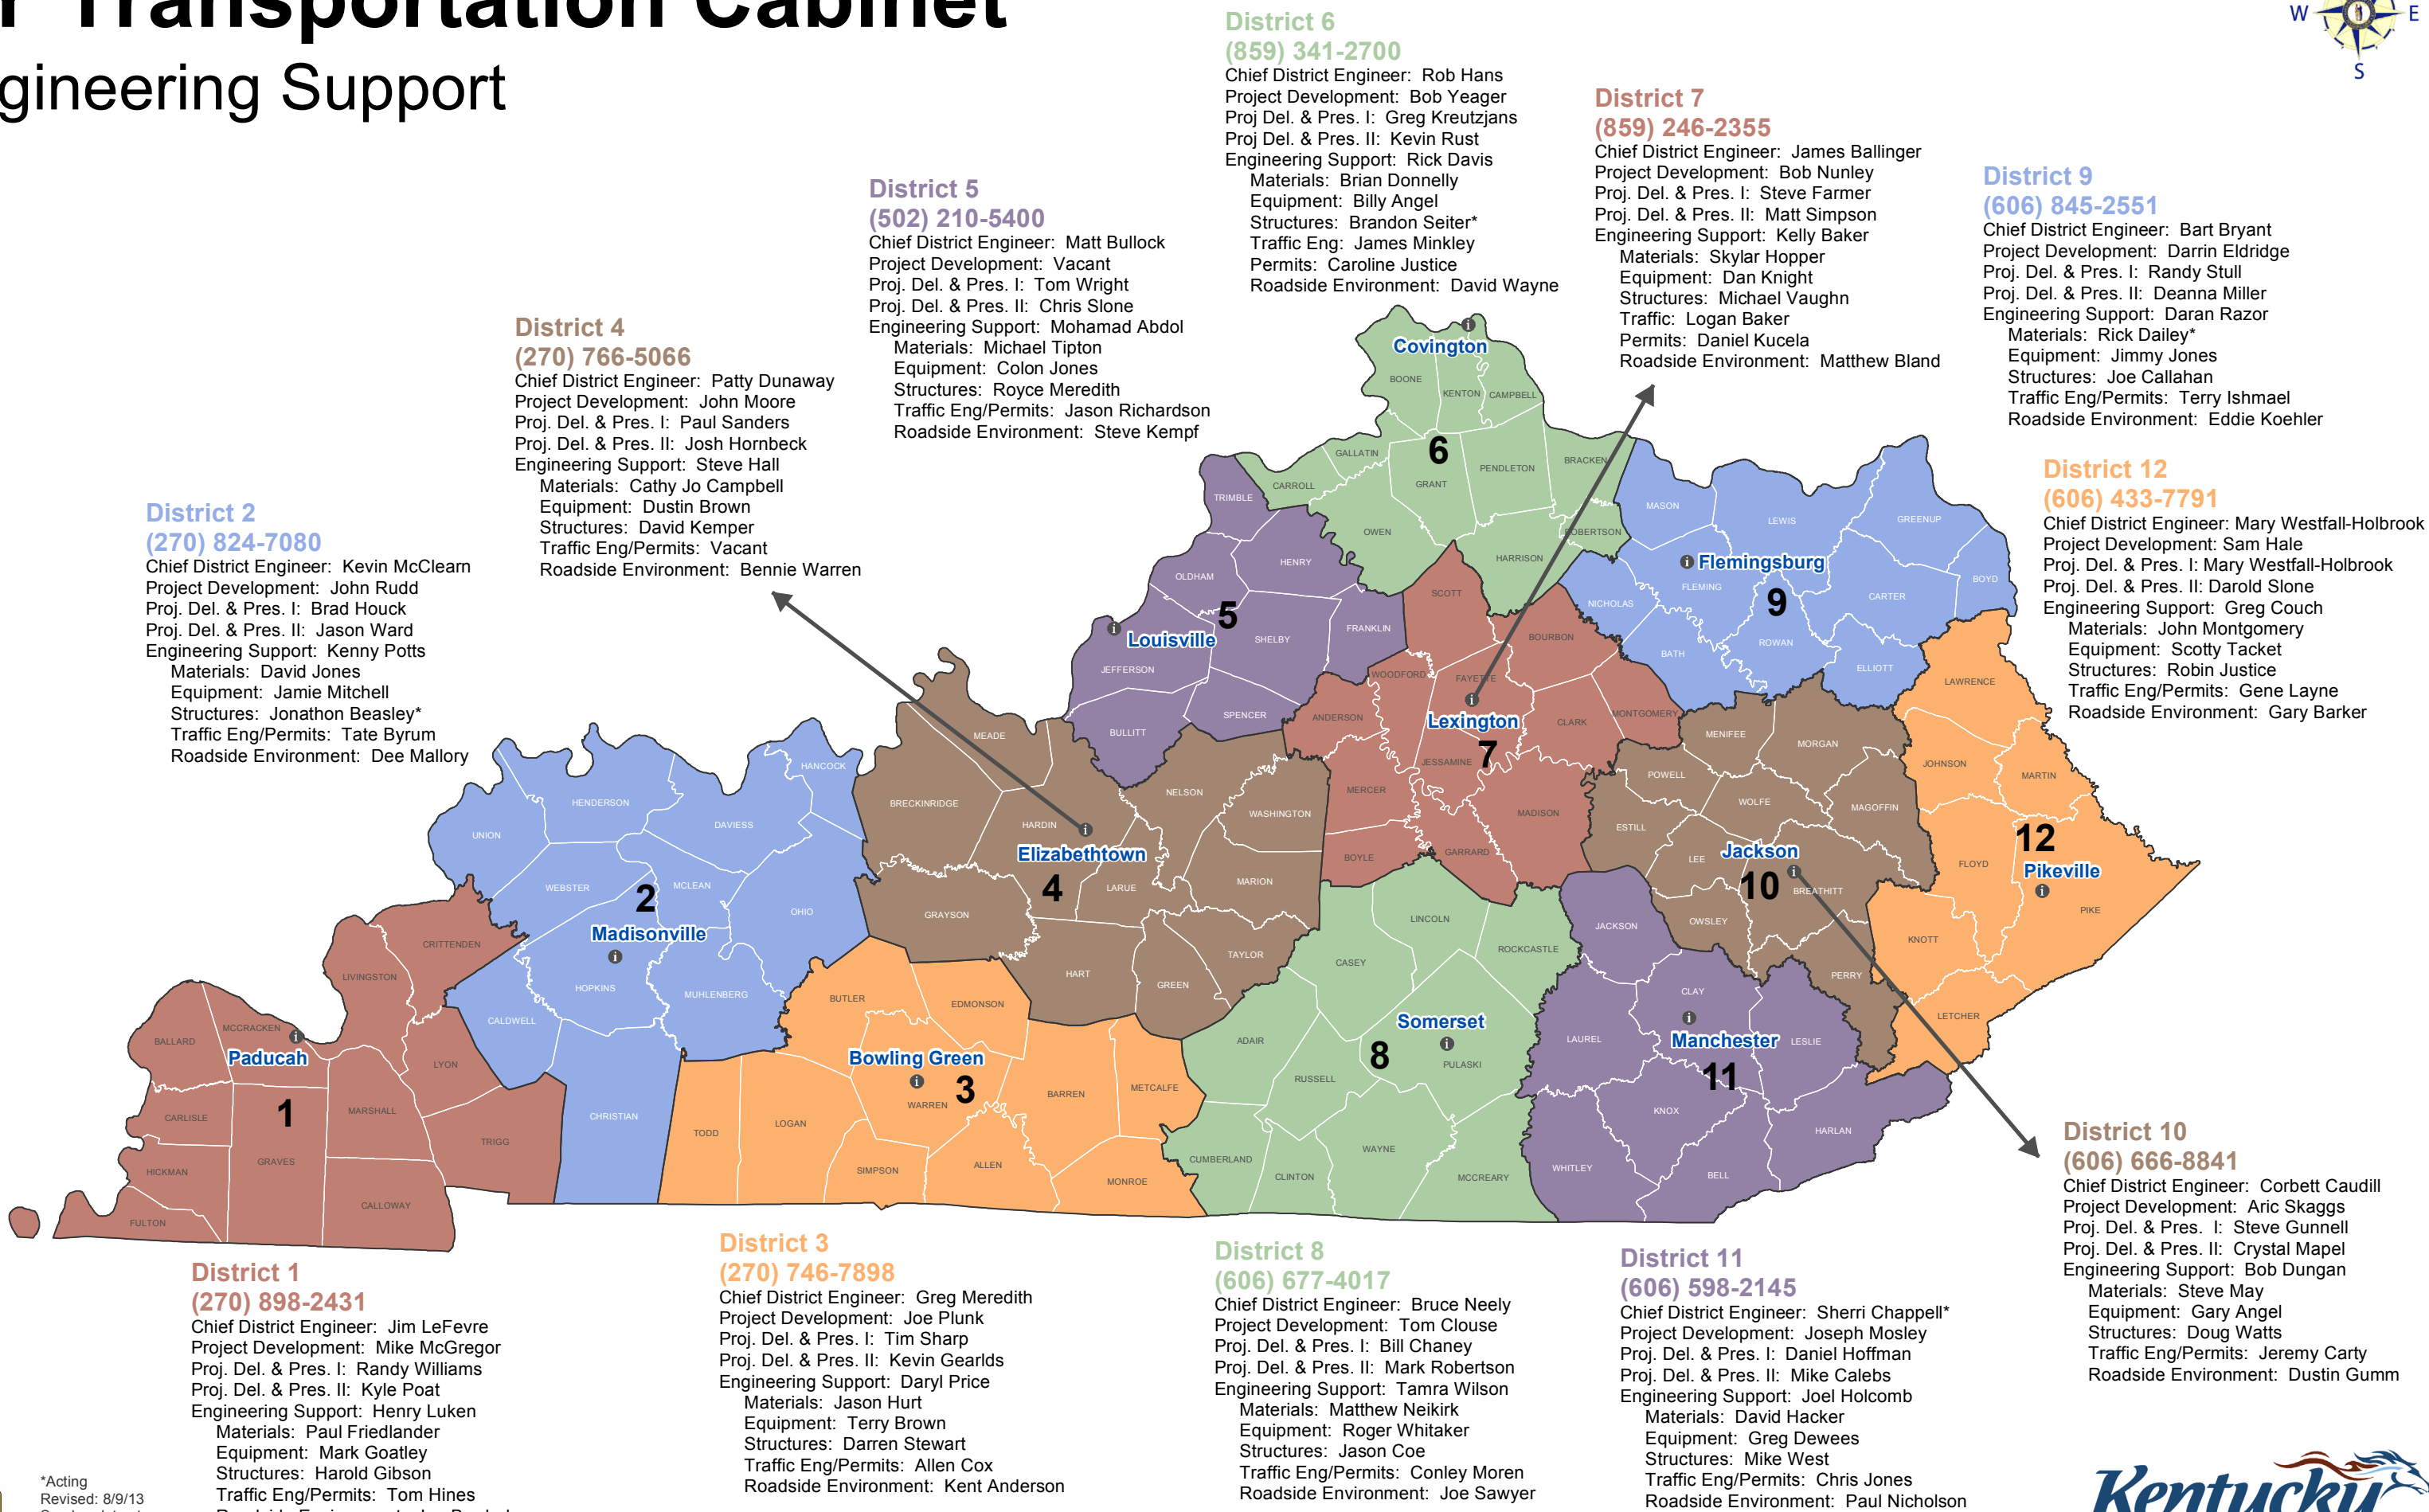 Transportation Cabinet
gineering Support
W
E
S
District 6
(859) 341-2700
Chief District Engineer: Rob Hans
Project Development: Bob Yeager
Proj Del. & Pres. I: Greg Kreutzjans
Proj Del. & Pres. II: Kevin Rust
Engineering Support: Rick Davis
Materials: Brian Donnelly
Equipment: Billy Angel
Structures: Brandon Seiter*
Traffic Eng: James Minkley
Permits: Caroline Justice
Roadside Environment: David Wayne
District 7
(859) 246-2355
Chief District Engineer: James Ballinger
Project Development: Bob Nunley
Proj. Del. & Pres. I: Steve Farmer
Proj. Del. & Pres. II: Matt Simpson
Engineering Support: Kelly Baker
Materials: Skylar Hopper
Equipment: Dan Knight
Structures: Michael Vaughn
Traffic: Logan Baker
Permits: Daniel Kucela
Roadside Environment: Matthew Bland
District 9
(606) 845-2551
Chief District Engineer: Bart Bryant
Project Development: Darrin Eldridge
Proj. Del. & Pres. I: Randy Stull
Proj. Del. & Pres. II: Deanna Miller
Engineering Support: Daran Razor
Materials: Rick Dailey*
Equipment: Jimmy Jones
Structures: Joe Callahan
Traffic Eng/Permits: Terry Ishmael
Roadside Environment: Eddie Koehler
District 5
(502) 210-5400
Chief District Engineer: Matt Bullock
Project Development: Vacant
Proj. Del. & Pres. I: Tom Wright
Proj. Del. & Pres. II: Chris Slone
Engineering Support: Mohamad Abdol
Materials: Michael Tipton
Equipment: Colon Jones
Structures: Royce Meredith
Traffic Eng/Permits: Jason Richardson
Roadside Environment: Steve Kempf
District 4
(270) 766-5066
Chief District Engineer: Patty Dunaway
Project Development: John Moore
Proj. Del. & Pres. I: Paul Sanders
Proj. Del. & Pres. II: Josh Hornbeck
Engineering Support: Steve Hall
Materials: Cathy Jo Campbell
Equipment: Dustin Brown
Structures: David Kemper
Traffic Eng/Permits: Vacant
Roadside Environment: Bennie Warren
District 12
(606) 433-7791
Chief District Engineer: Mary Westfall-Holbrook
Project Development: Sam Hale
Proj. Del. & Pres. I: Mary Westfall-Holbrook
Proj. Del. & Pres. II: Darold Slone
Engineering Support: Greg Couch
Materials: John Montgomery
Equipment: Scotty Tacket
Structures: Robin Justice
Traffic Eng/Permits: Gene Layne
Roadside Environment: Gary Barker
District 2
(270) 824-7080
Chief District Engineer: Kevin McClearn
Project Development: John Rudd
Proj. Del. & Pres. I: Brad Houck
Proj. Del. & Pres. II: Jason Ward
Engineering Support: Kenny Potts
Materials: David Jones
Equipment: Jamie Mitchell
Structures: Jonathon Beasley*
Traffic Eng/Permits: Tate Byrum
Roadside Environment: Dee Mallory
Covington
BOONE
KENTON
CAMPBELL
6
GALLATIN
CARROLL
GRANT
PENDLETON
BRACKEN
OWEN
HARRISON
ROBERTSON
MASON
LEWIS
GREENUP
Flemingsburg
FLEMING
9
NICHOLAS
CARTER
BOYD
BATH
ROWAN
ELLIOTT
TRIMBLE
HENRY
OLDHAM
5
Louisville
SHELBY
FRANKLIN
JEFFERSON
SPENCER
BULLITT
SCOTT
BOURBON
WOODFORD
FAYETTE
ANDERSON
Lexington
CLARK
MONTGOMERY
7
JESSAMINE
MERCER
MADISON
BOYLE
GARRARD
LAWRENCE
JOHNSON
MARTIN
12
FLOYD
Pikeville
PIKE
KNOTT
LETCHER
MENIFEE
MORGAN
POWELL
WOLFE
MAGOFFIN
ESTILL
LEE
Jackson
10
BREATHITT
OWSLEY
PERRY
MEADE
BRECKINRIDGE
HARDIN
NELSON
WASHINGTON
Elizabethtown
4
LARUE
MARION
GRAYSON
TAYLOR
HART
GREEN
HANCOCK
HENDERSON
UNION
DAVIESS
WEBSTER
2
MCLEAN
OHIO
Madisonville
HOPKINS
MUHLENBERG
CALDWELL
CHRISTIAN
CRITTENDEN
LIVINGSTON
MCCRACKEN
BALLARD
Paducah
LYON
CARLISLE
1
MARSHALL
TRIGG
HICKMAN
GRAVES
CALLOWAY
FULTON
BUTLER
EDMONSON
Bowling Green
3
WARREN
BARREN
METCALFE
TODD
LOGAN
SIMPSON
ALLEN
MONROE
LINCOLN
ROCKCASTLE
CASEY
Somerset
ADAIR
8
PULASKI
RUSSELL
WAYNE
CUMBERLAND
CLINTON
MCCREARY
JACKSON
CLAY
LAUREL
Manchester
LESLIE
11
KNOX
HARLAN
WHITLEY
BELL
District 10
(606) 666-8841
Chief District Engineer: Corbett Caudill
Project Development: Aric Skaggs
Proj. Del. & Pres. I: Steve Gunnell
Proj. Del. & Pres. II: Crystal Mapel
Engineering Support: Bob Dungan
Materials: Steve May
Equipment: Gary Angel
Structures: Doug Watts
Traffic Eng/Permits: Jeremy Carty
Roadside Environment: Dustin Gumm
District 1
(270) 898-2431
Chief District Engineer: Jim LeFevre
Project Development: Mike McGregor
Proj. Del. & Pres. I: Randy Williams
Proj. Del. & Pres. II: Kyle Poat
Engineering Support: Henry Luken
Materials: Paul Friedlander
Equipment: Mark Goatley
Structures: Harold Gibson
Traffic Eng/Permits: Tom Hines
District 3
(270) 746-7898
Chief District Engineer: Greg Meredith
Project Development: Joe Plunk
Proj. Del. & Pres. I: Tim Sharp
Proj. Del. & Pres. II: Kevin Gearlds
Engineering Support: Daryl Price
Materials: Jason Hurt
Equipment: Terry Brown
Structures: Darren Stewart
Traffic Eng/Permits: Allen Cox
Roadside Environment: Kent Anderson
District 8
(606) 677-4017
Chief District Engineer: Bruce Neely
Project Development: Tom Clouse
Proj. Del. & Pres. I: Bill Chaney
Proj. Del. & Pres. II: Mark Robertson
Engineering Support: Tamra Wilson
Materials: Matthew Neikirk
Equipment: Roger Whitaker
Structures: Jason Coe
Traffic Eng/Permits: Conley Moren
Roadside Environment: Joe Sawyer
District 11
(606) 598-2145
Chief District Engineer: Sherri Chappell*
Project Development: Joseph Mosley
Proj. Del. & Pres. I: Daniel Hoffman
Proj. Del. & Pres. II: Mike Calebs
Engineering Support: Joel Holcomb
Materials: David Hacker
Equipment: Greg Dewees
Structures: Mike West
Traffic Eng/Permits: Chris Jones
Roadside Environment: Paul Nicholson
*Acting
Revised: 8/9/13
Kentucky